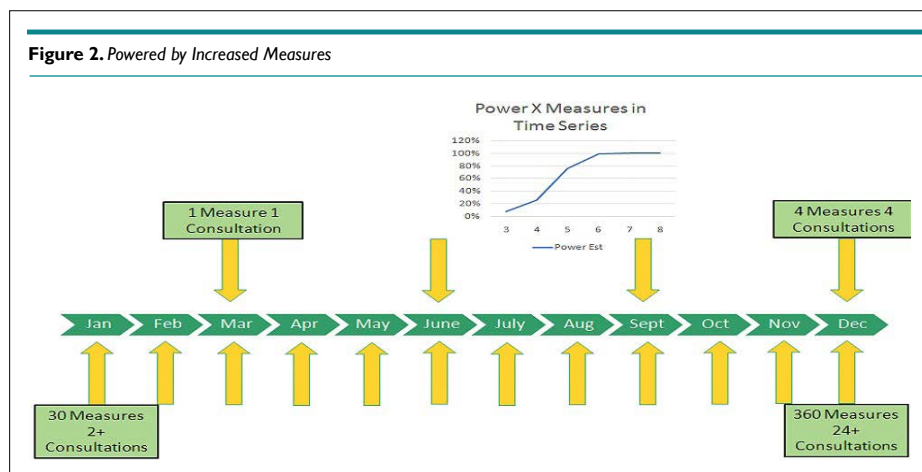 Figure 2. Powered by Increased Measures
Power X Measures in
Time Series
120%
100%
80%
60%
40%
20%
0%
3 4 5 6 7 8
Power Est
1 Measure 1
Consultation
4 Measures 4
Consultations
Jan Feb Mar Apr May June July Aug Sept Oct Nov Dec
30 Measures
2+
Consultations
360 Measures
24+
Consultations